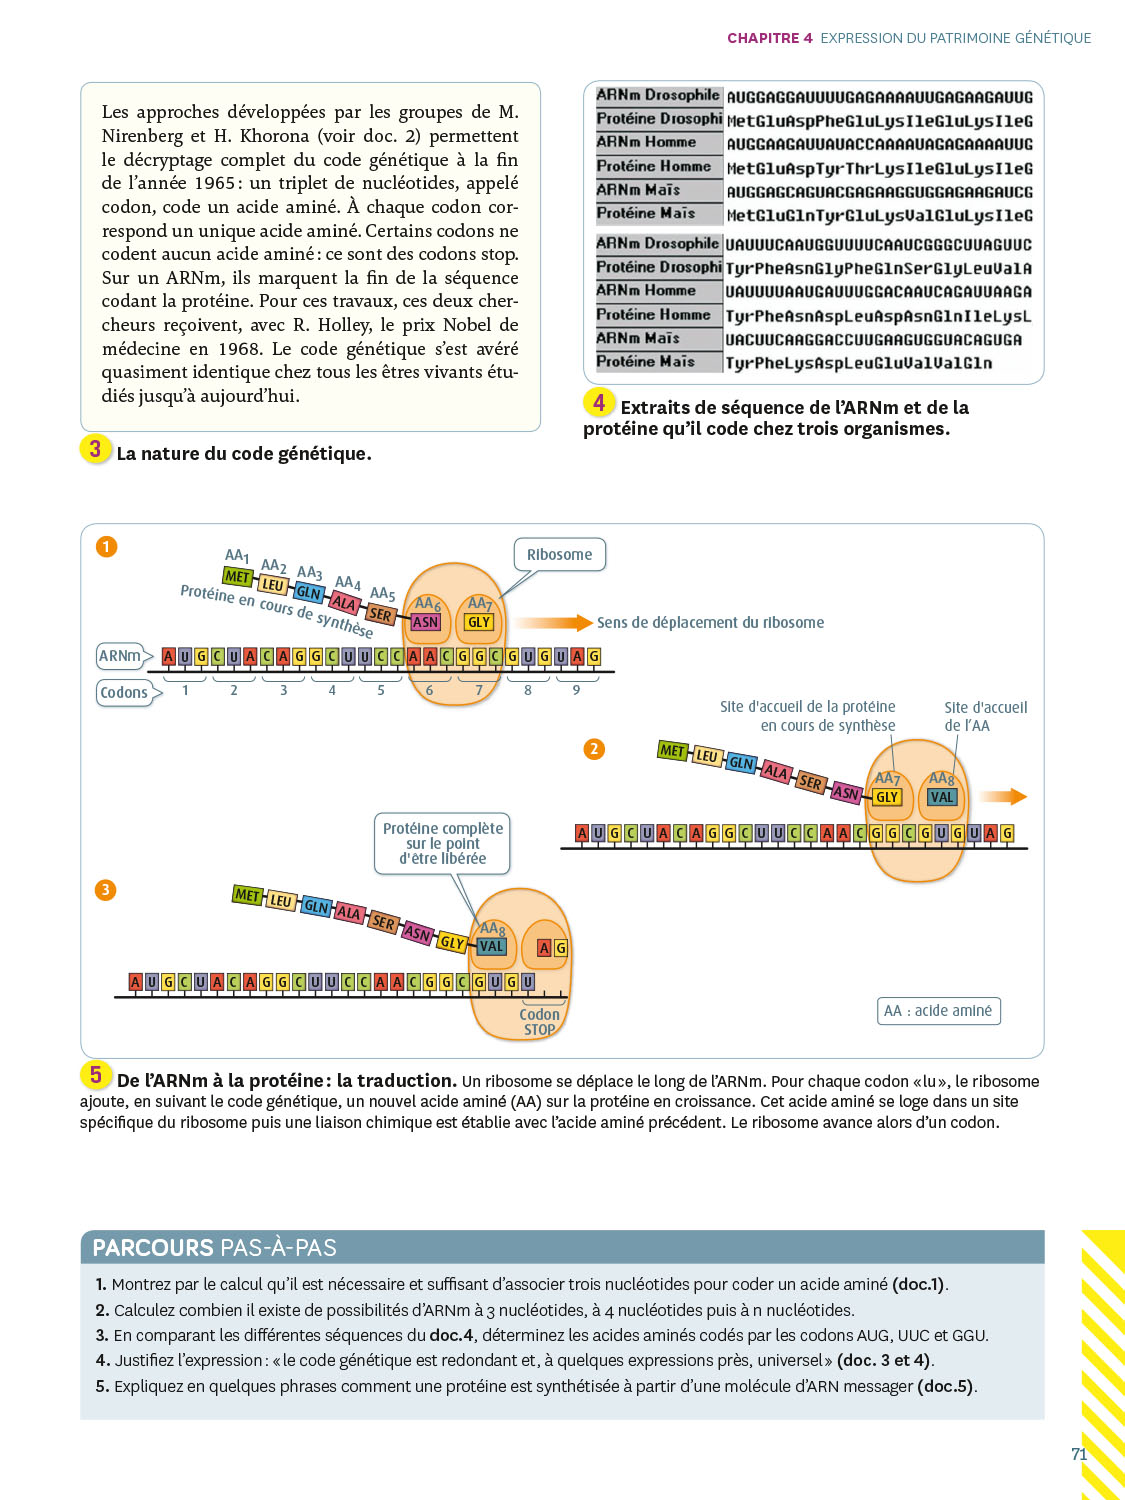 CHAPITRE 4 EXPRESSION DU PATRIMOINE GÉNÉTIQUE
Les approches développées par les groupes de M.
Nirenberg et H. Khorona (voir doc. 2) permettent
le décryptage complet du code génétique à la fin
de l'année 1965 : un triplet de nucléotides, appelé
codon, code un acide aminé. À chaque codon cor-
respond un unique acide aminé. Certains codons ne
codent aucun acide aminé : ce sont des codons stop.
Sur un ARNm, ils marquent la fin de la séquence
codant la protéine. Pour ces travaux, ces deux cher-
cheurs reçoivent, avec R. Holley, le prix Nobel de
médecine en 1968. Le code génétique s'est avéré
quasiment identique chez tous les êtres vivants étu-
diés jusqu'à aujourd'hui.
3 La nature du code génétique.
ARNm Drosophile AUGGAGGAUUUUGAGAAAAUUGAGAAGAUUG
Protéine Drosophi MetGluAspPheGluLysIleGluLysIleG
ARNm Homme AUGGAAGAUUAUACCAAAAUAGAGAAAAUUG
Protéine Homme MetGluAspTyrThrLysIleGluLysIleG
ARNm Maïs AUGGAGCAGUACGAGAAGGUGGAGAAGAUCG
Protéine Maïs MetGluGlnTyrGluLysValGluLysIleG
ARNm Drosophile UAUUUCAAUGGUUUUCAAUCGGGCUUAGUUC
Protéine Drosophi TyrPheAsnGlyPheGlnSerGlyLeuValA
ARNm Homme UAUUUUAAUGAUUUGGACAAUCAGAUUAAGA
Protéine Homme TyrPheAsnAspLeuAspAsnGlnIleLysL
ARNm Maïs UACUUCAAGGACCUUGAAGUGGUACAGUGA
Protéine Maïs TyrPheLysAspLeuGluValValGln
4 Extraits de séquence de l'ARNm et de la
protéine qu'il code chez trois organismes.
1
AA1 AA2 AA3 AA4 AA5
MET LEU GLN ALA SER
Protéine en cours de synthèse
AA6 AA7
ASN GLY
Ribosome
Sens de déplacement du ribosome
ARNm
A U G C U A C A G G C U U C C A A C G G C G U G U A G
Codons
1 2 3 4 5 6 7 8 9
2
Site d'accueil de la protéine
en cours de synthèse
Site d'accueil
de l'AA
MET LEU GLN ALA SER ASN
AA7 AA8
GLY VAL
A U G C U A C A G G C U U C C A A C G G C G U G U A G
3
Protéine complète
sur le point
d'être libérée
MET LEU GLN ALA SER ASN GLY
AA8
VAL
A G
A U G C U A C A G G C U U C C A A C G G C G U G U
Codon
STOP
AA : acide aminé
5 De l'ARNm à la protéine : la traduction. Un ribosome se déplace le long de l'ARNm. Pour chaque codon « lu », le ribosome
ajoute, en suivant le code génétique, un nouvel acide aminé (AA) sur la protéine en croissance. Cet acide aminé se loge dans un site
spécifique du ribosome puis une liaison chimique est établie avec l'acide aminé précédent. Le ribosome avance alors d'un codon.
PARCOURS PAS-À-PAS
1. Montrez par le calcul qu'il est nécessaire et suffisant d'associer trois nucléotides pour coder un acide aminé (doc.1).
2. Calculez combien il existe de possibilités d'ARNm à 3 nucléotides, à 4 nucléotides puis à n nucléotides.
3. En comparant les différentes séquences du doc.4, déterminez les acides aminés codés par les codons AUG, UUC et GGU.
4. Justifiez l'expression : « le code génétique est redondant et, à quelques expressions près, universel » (doc. 3 et 4).
5. Expliquez en quelques phrases comment une protéine est synthétisée à partir d'une molécule d'ARN messager (doc.5).
71